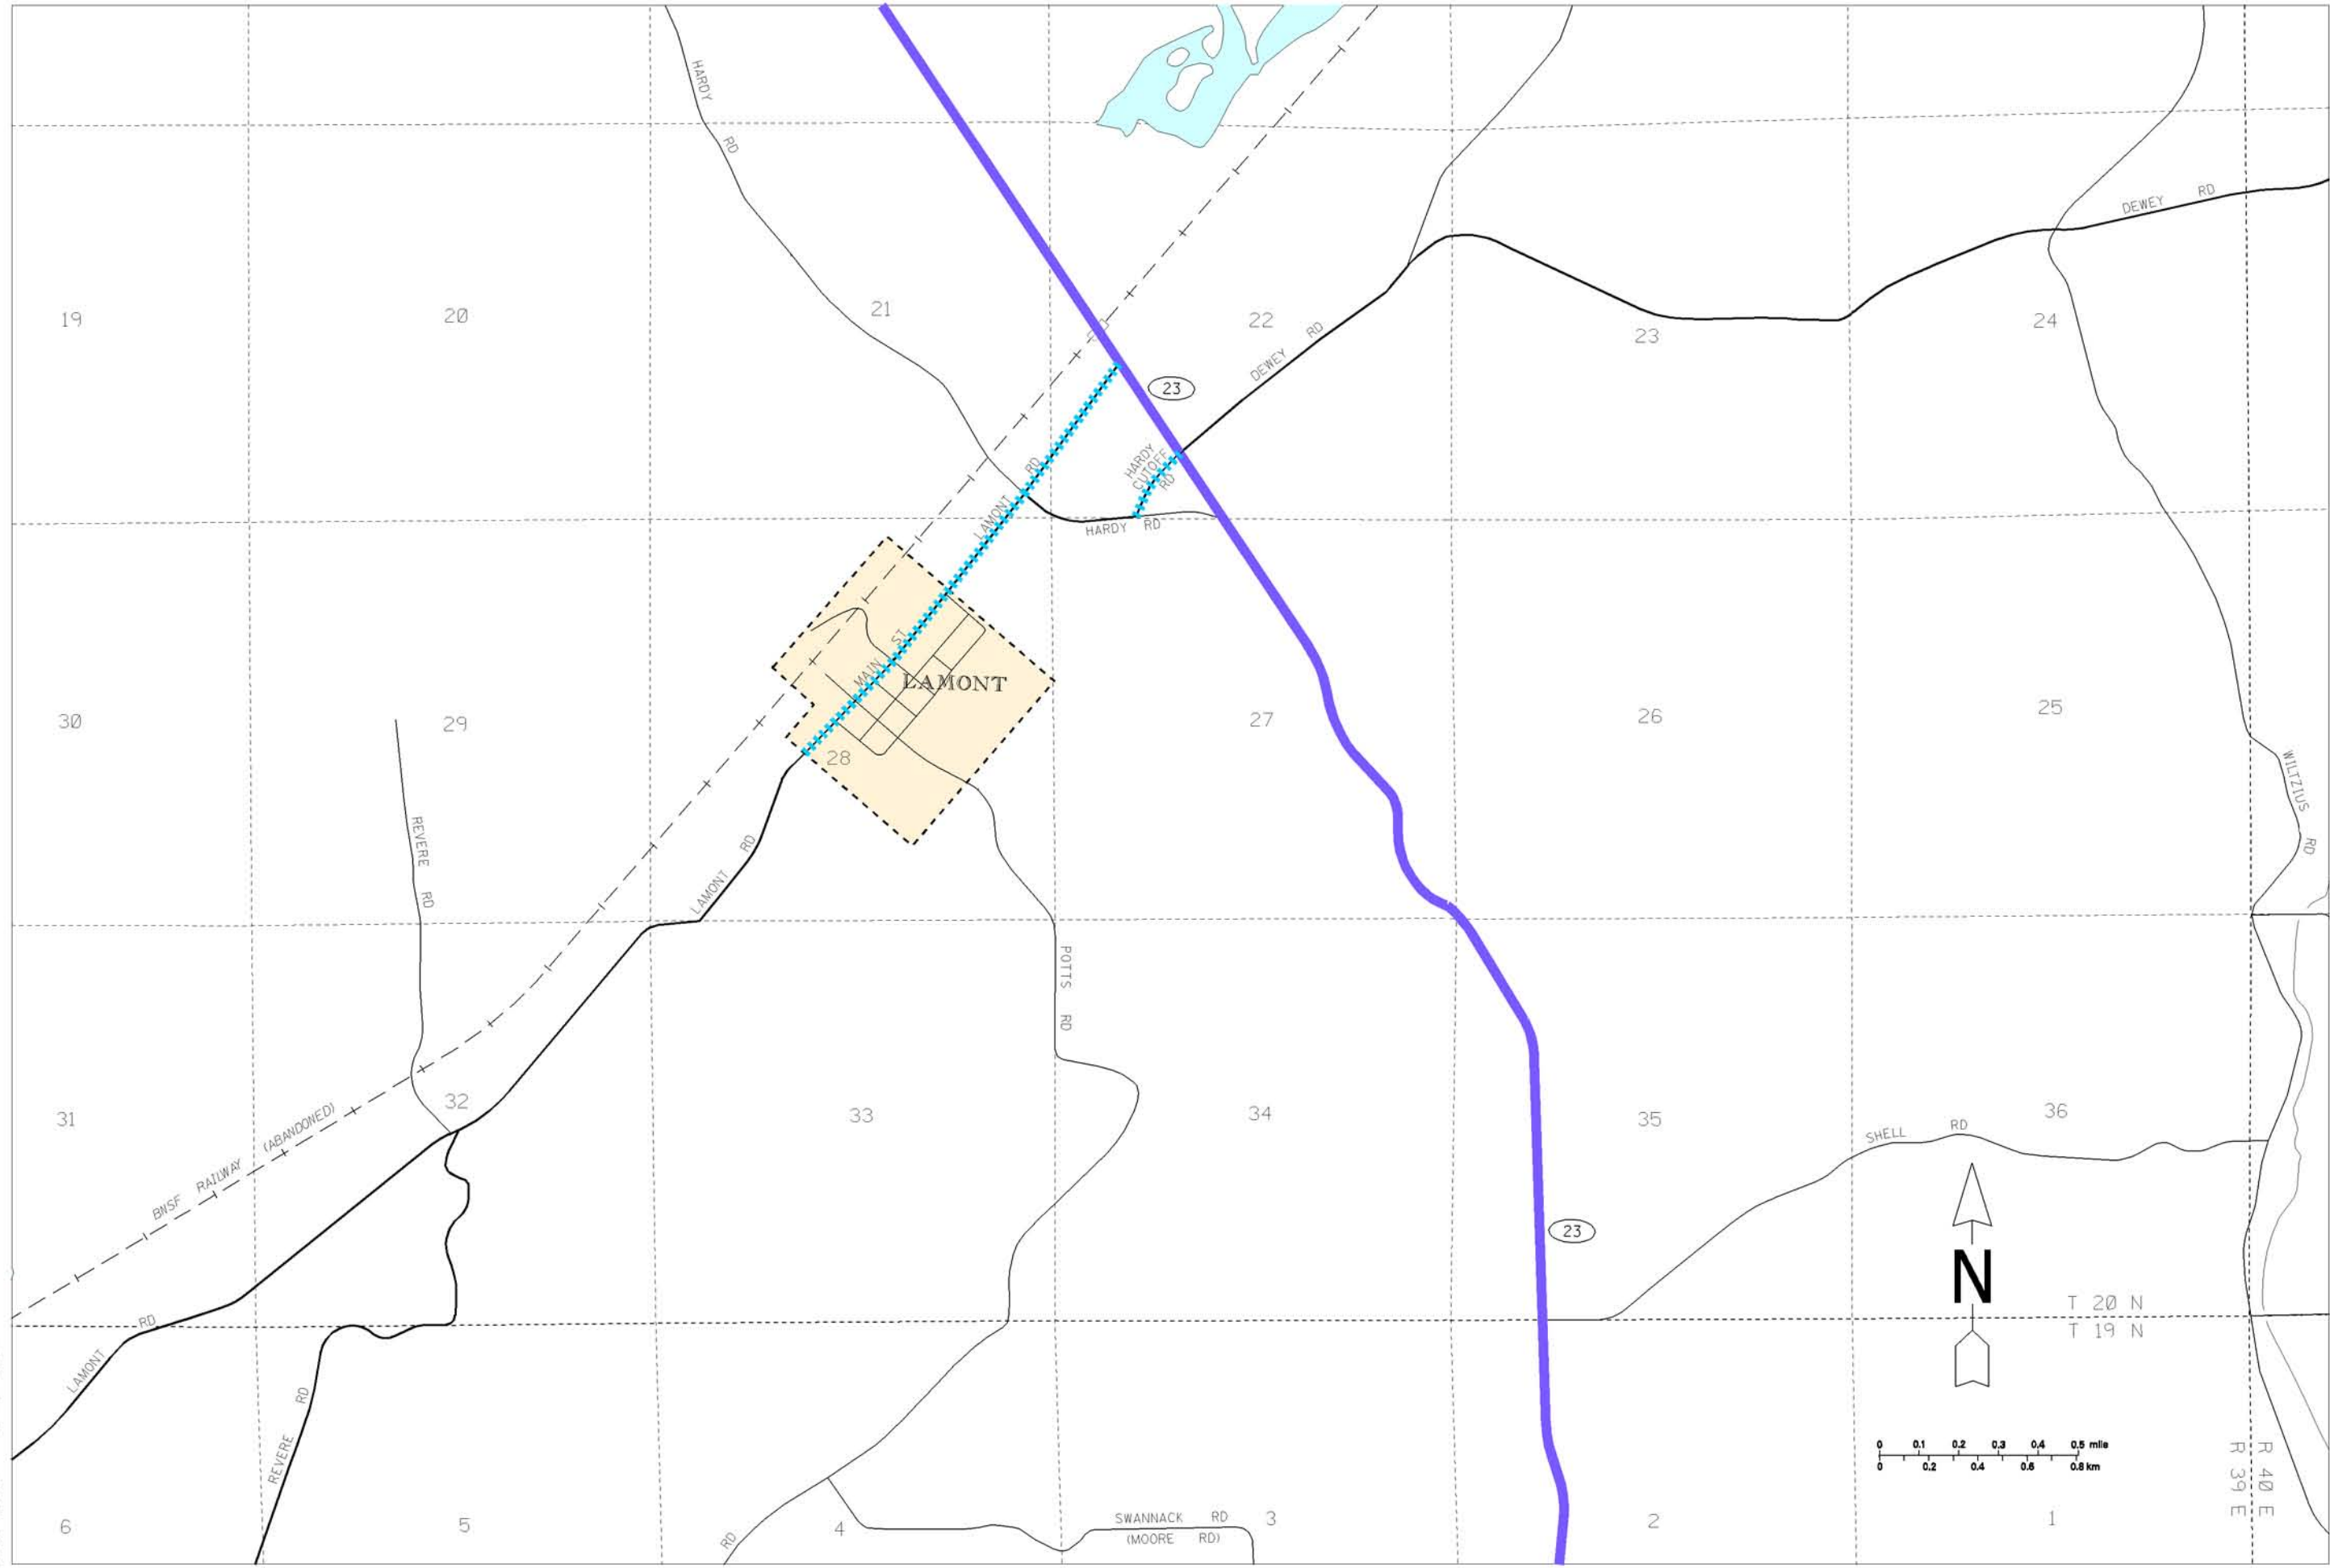 HARDY
RD
DEWEY RD
19
20
21
22
23
24
RD
DEWEY RD
23
HARDY
CUTOFF
RD
LAMONT RD
HARDY RD
MAIN ST
LAMONT
30
29
28
27
26
25
WILTZIUS RD
REVERE RD
LAMONT RD
POTTS RD
31
32
33
34
35
36
BNSF RAILWAY (ABANDONED)
SHELL RD
23
N
T 20 N
T 19 N
LAMONT RD
REVERE RD
0 0.1 0.2 0.3 0.4 0.5 mile
0 0.2 0.4 0.6 0.8 km
R 40 E
R 39 E
6
5
4
3
2
1
RD
SWANNACK RD
(MOORE RD)